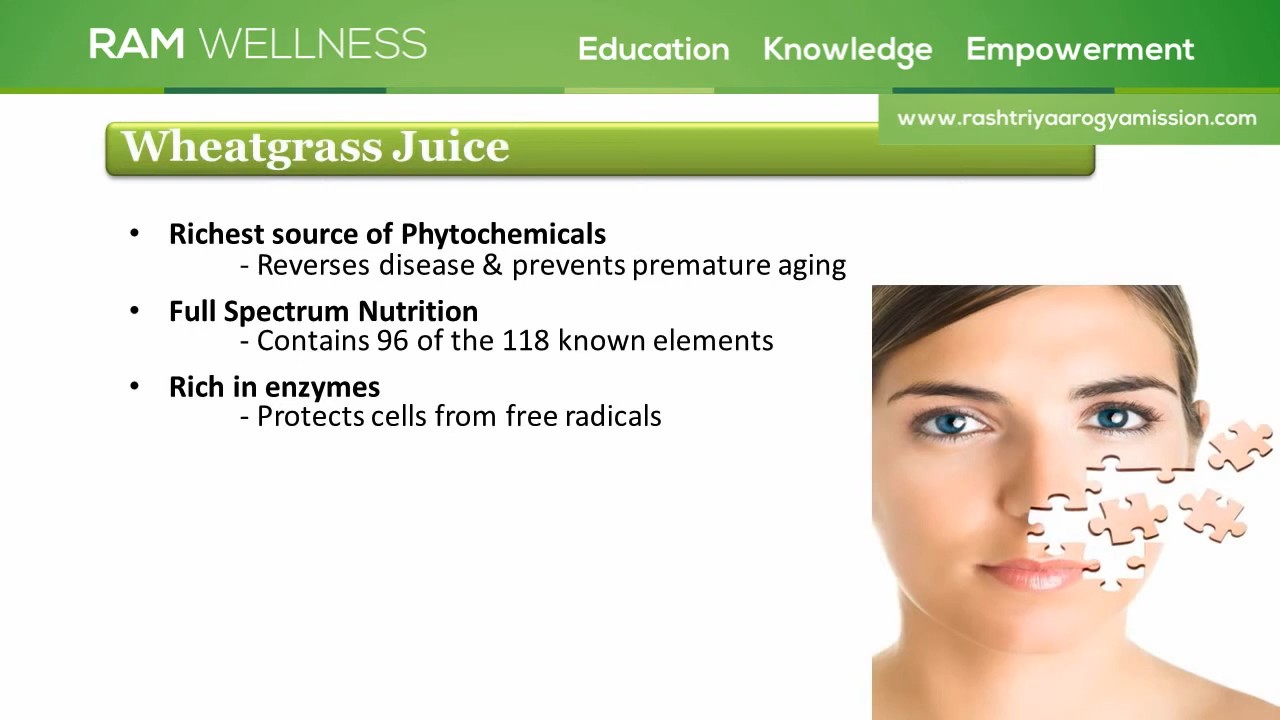 RAM WELLNESS
Education Knowledge Empowerment
www.rashtriyaarogyamission.com
Wheatgrass Juice
• Richest source of Phytochemicals
- Reverses disease & prevents premature aging
• Full Spectrum Nutrition
- Contains 96 of the 118 known elements
• Rich in enzymes
- Protects cells from free radicals